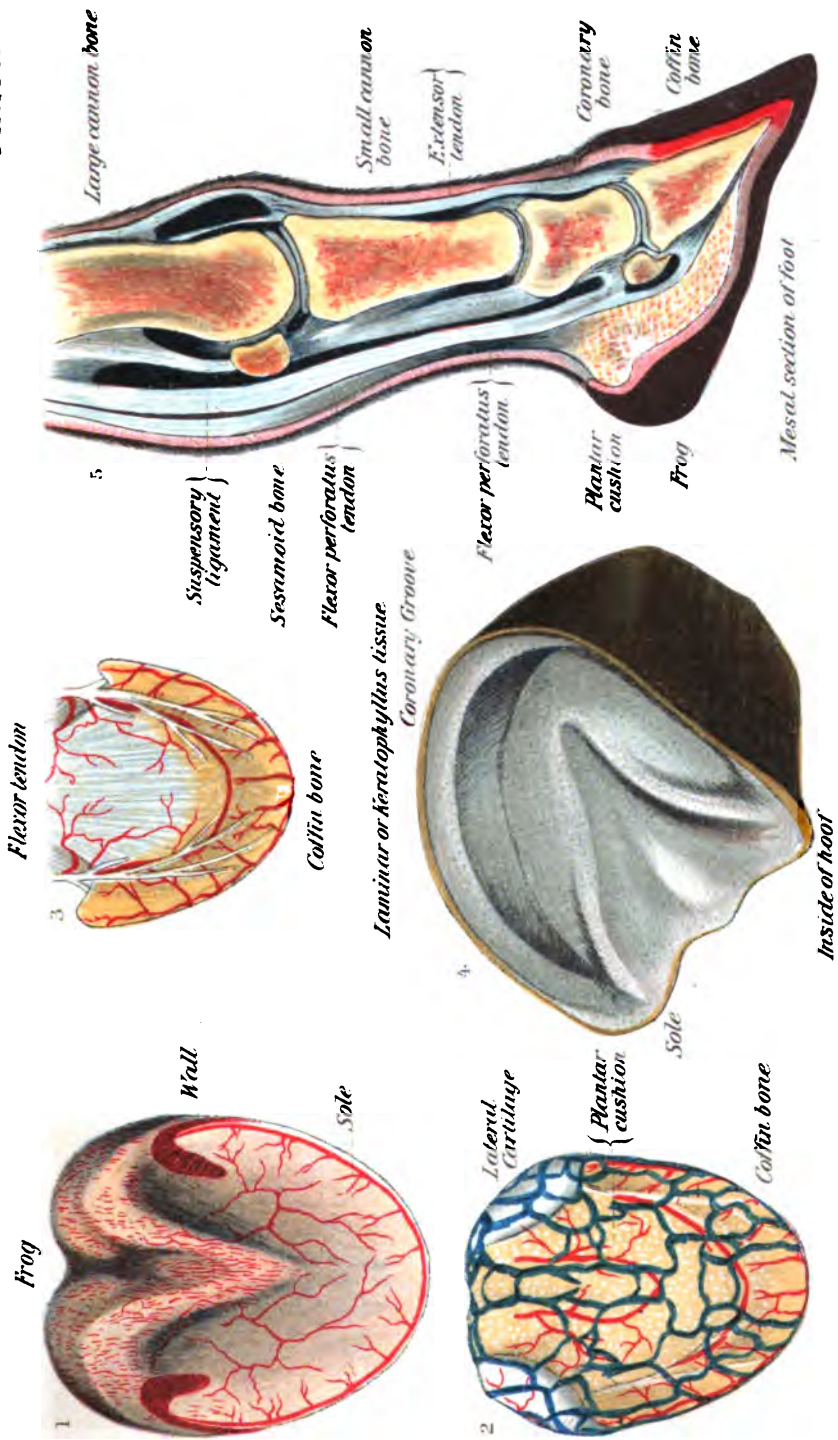 1
Frog
Wall
Sole
2
Lateral
Cartilage
Plantar
cushion
Coffin bone
3
Flexor tendon
Coffin bone
4
Laminar or Keratophyllus tissue
Coronary Groove
Sole
Inside of hoof
5
Large cannon bone
Small cannon
bone
Extensor
tendon
Coronary
bone
Coffin
bone
Suspensory
ligament
Sesamoid bone
Flexor perforatus
tendon
Flexor perforatus
tendon
Plantar
cushion
Frog
Mesal section of foot